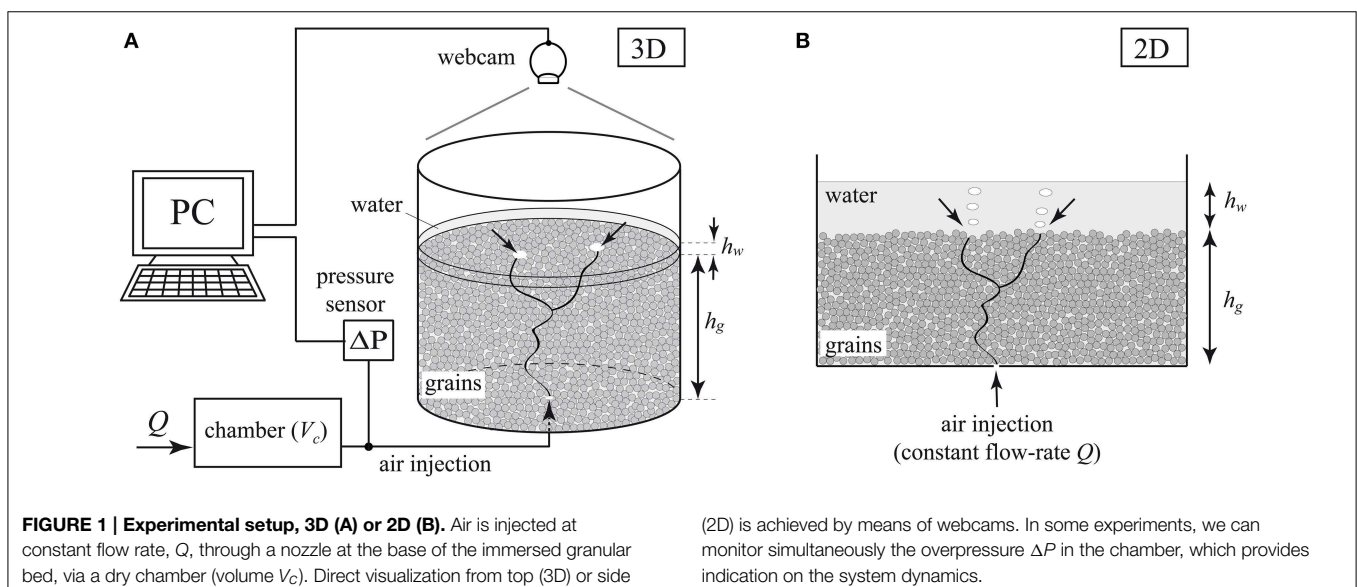 A
webcam
3D
PC
water
pressure
sensor
ΔP
h_w
h_g
grains
Q
chamber (V_c)
air injection
B
2D
water
h_w
h_g
grains
air injection
(constant flow-rate Q)
FIGURE 1 | Experimental setup, 3D (A) or 2D (B). Air is injected at
constant flow rate, Q, through a nozzle at the base of the immersed granular
bed, via a dry chamber (volume V_C). Direct visualization from top (3D) or side
(2D) is achieved by means of webcams. In some experiments, we can
monitor simultaneously the overpressure ΔP in the chamber, which provides
indication on the system dynamics.